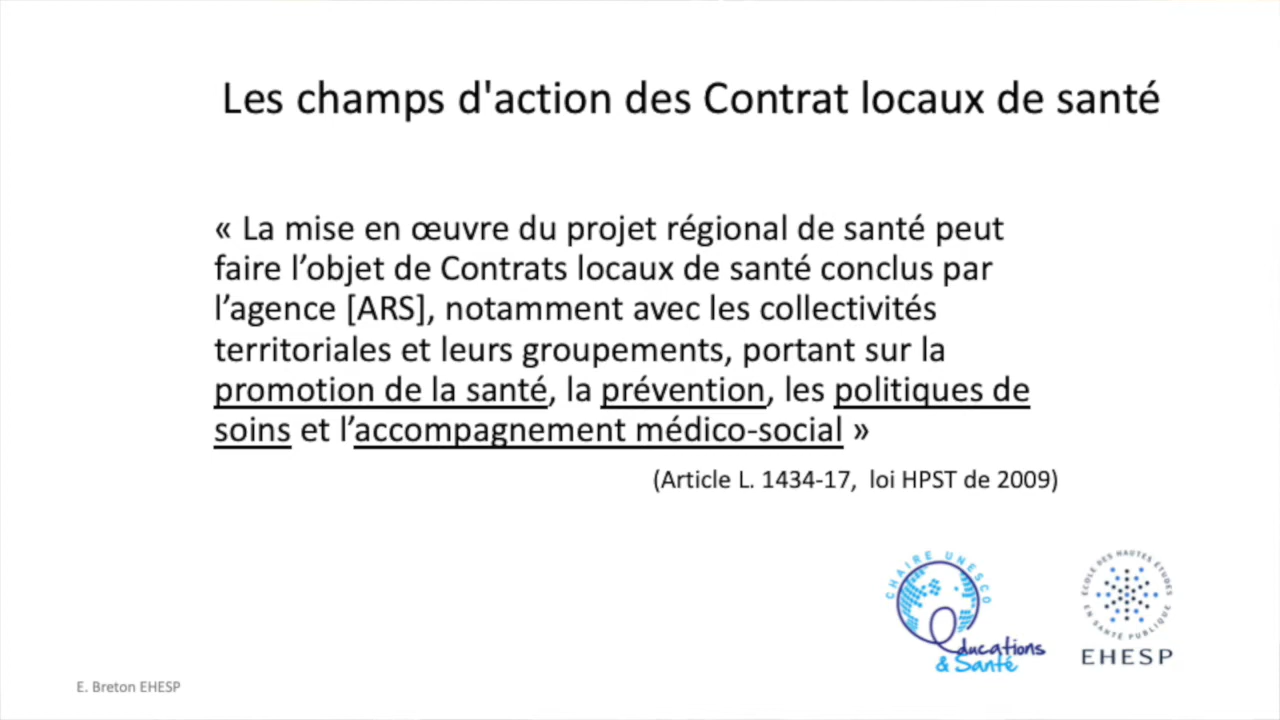 Les champs d'action des Contrat locaux de santé
« La mise en œuvre du projet régional de santé peut
faire l’objet de Contrats locaux de santé conclus par
l’agence [ARS], notamment avec les collectivités
territoriales et leurs groupements, portant sur la
promotion de la santé, la prévention, les politiques de
soins et l’accompagnement médico-social »
(Article L. 1434-17, loi HPST de 2009)
CHAIRE UNESCO
Educations
& Santé
ECOLE DES HAUTES ETUDES
EN SANTÉ PUBLIQUE
EHESP
E. Breton EHESP